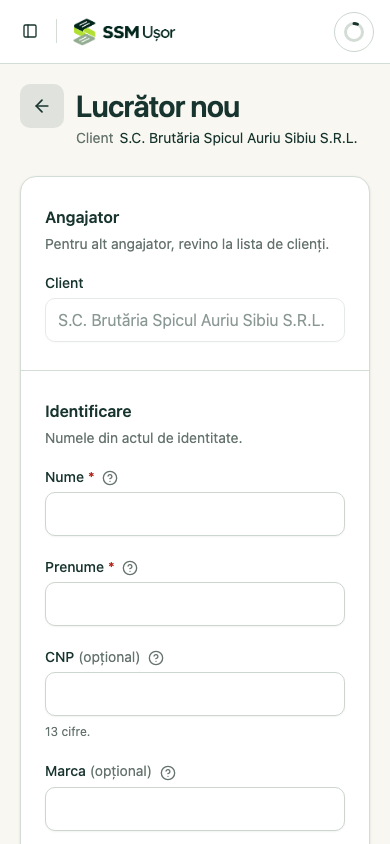 SSM Ușor
Lucrător nou
Client S.C. Brutăria Spicul Auriu Sibiu S.R.L.
Angajator
Pentru alt angajator, revino la lista de clienți.
Client
S.C. Brutăria Spicul Auriu Sibiu S.R.L.
Identificare
Numele din actul de identitate.
Nume *
Prenume *
CNP (opțional)
13 cifre.
Marca (opțional)